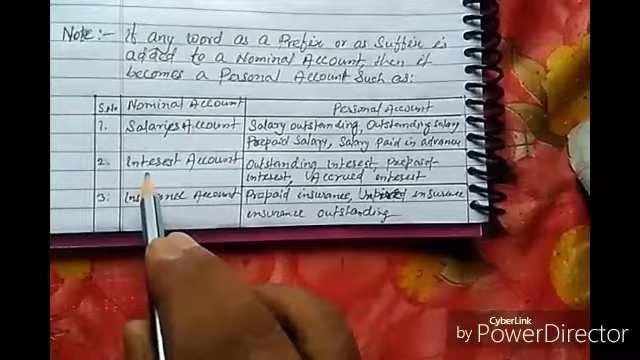 Note:- If any word as a Prefix or as Suffix is
added to a Nominal Account, then it
becomes a Personal Account such as:
S.No Nominal Account Personal Account
1. Salaries Account Salary outstanding, Outstanding salary
Prepaid Salary, Salary Paid in advance
2. Interest Account Outstanding interest, Prepaid
interest, Accrued interest
3. Insurance Account Prepaid insurance, insurance
insurance outstanding
CyberLink
by PowerDirector